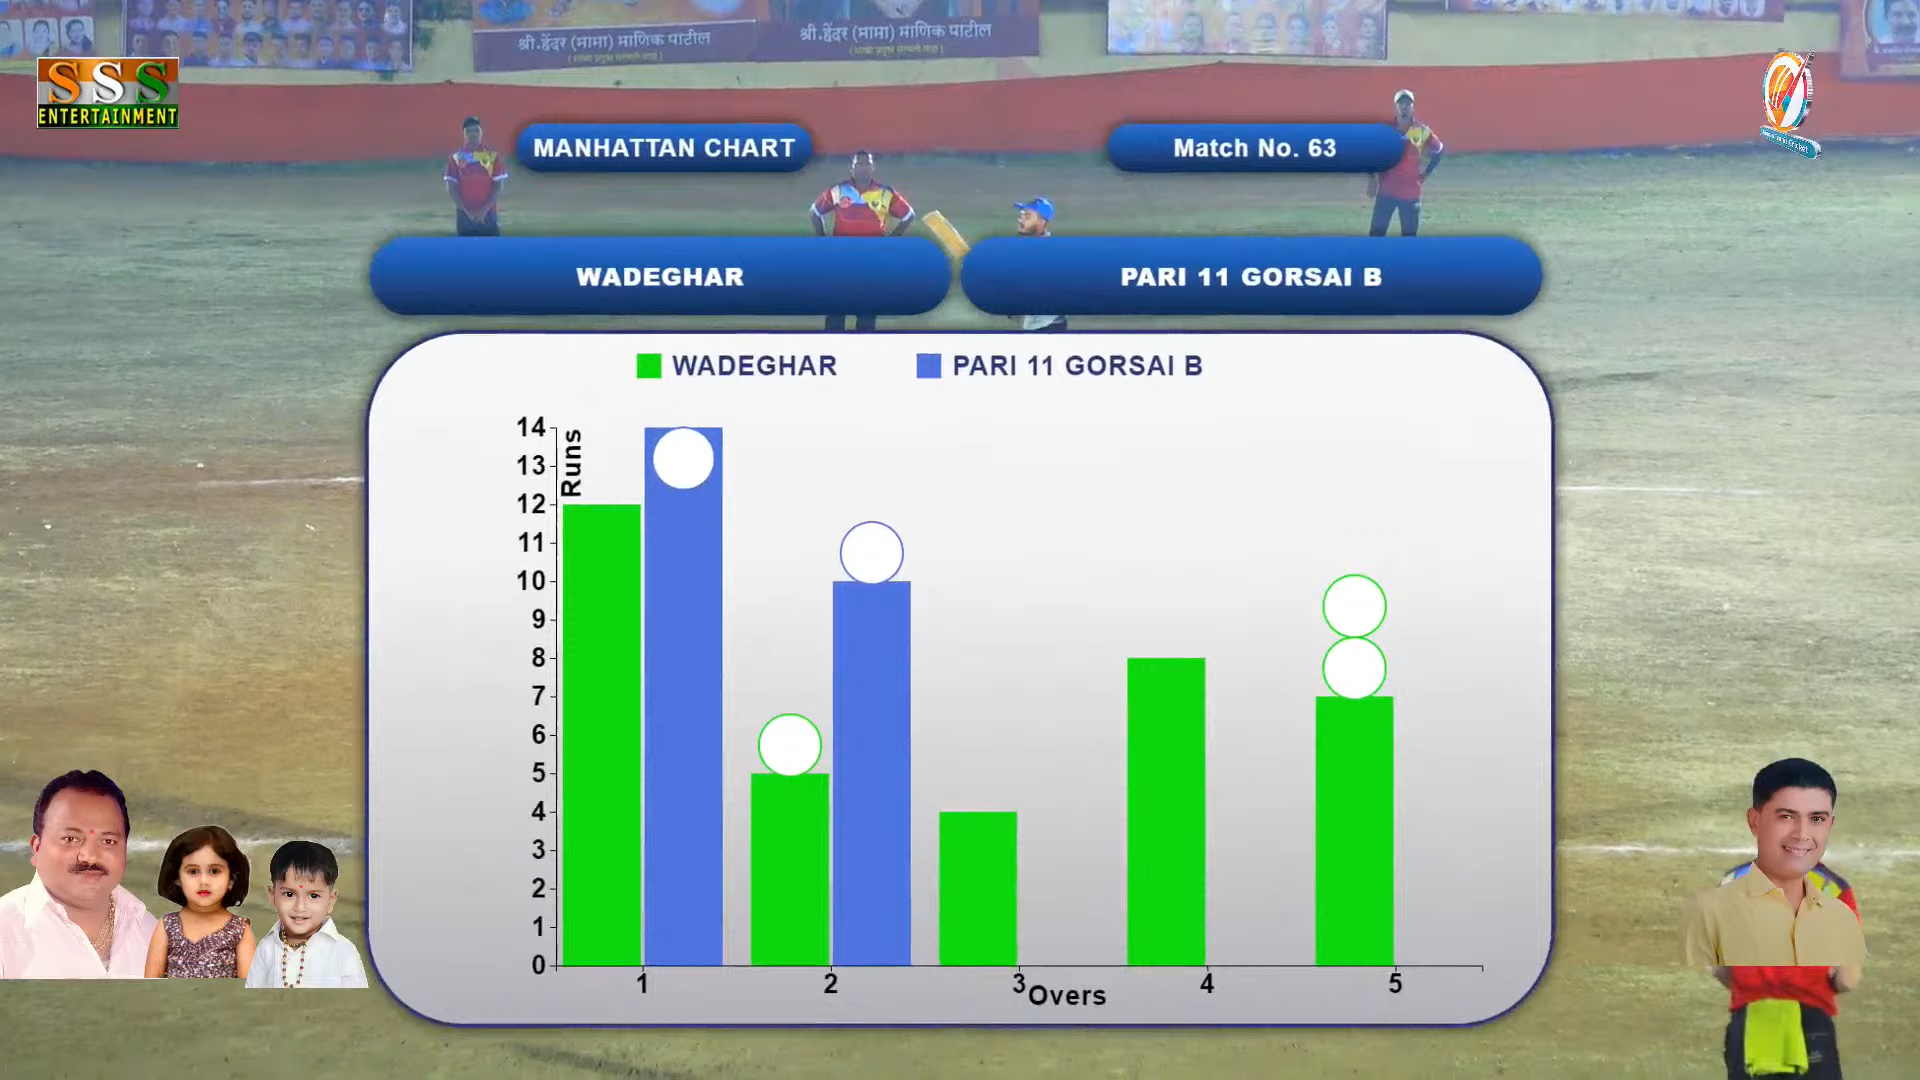 श्री.हेंदर (मामा) माणिक पाटील
श्री.हेंदर (मामा) माणिक पाटील
SSS
ENTERTAINMENT
MANHATTAN CHART
Match No. 63
WADEGHAR
PARI 11 GORSAI B
WADEGHAR
PARI 11 GORSAI B
Runs
14
13
12
11
10
9
8
7
6
5
4
3
2
1
0
1
2
3
4
5
Overs